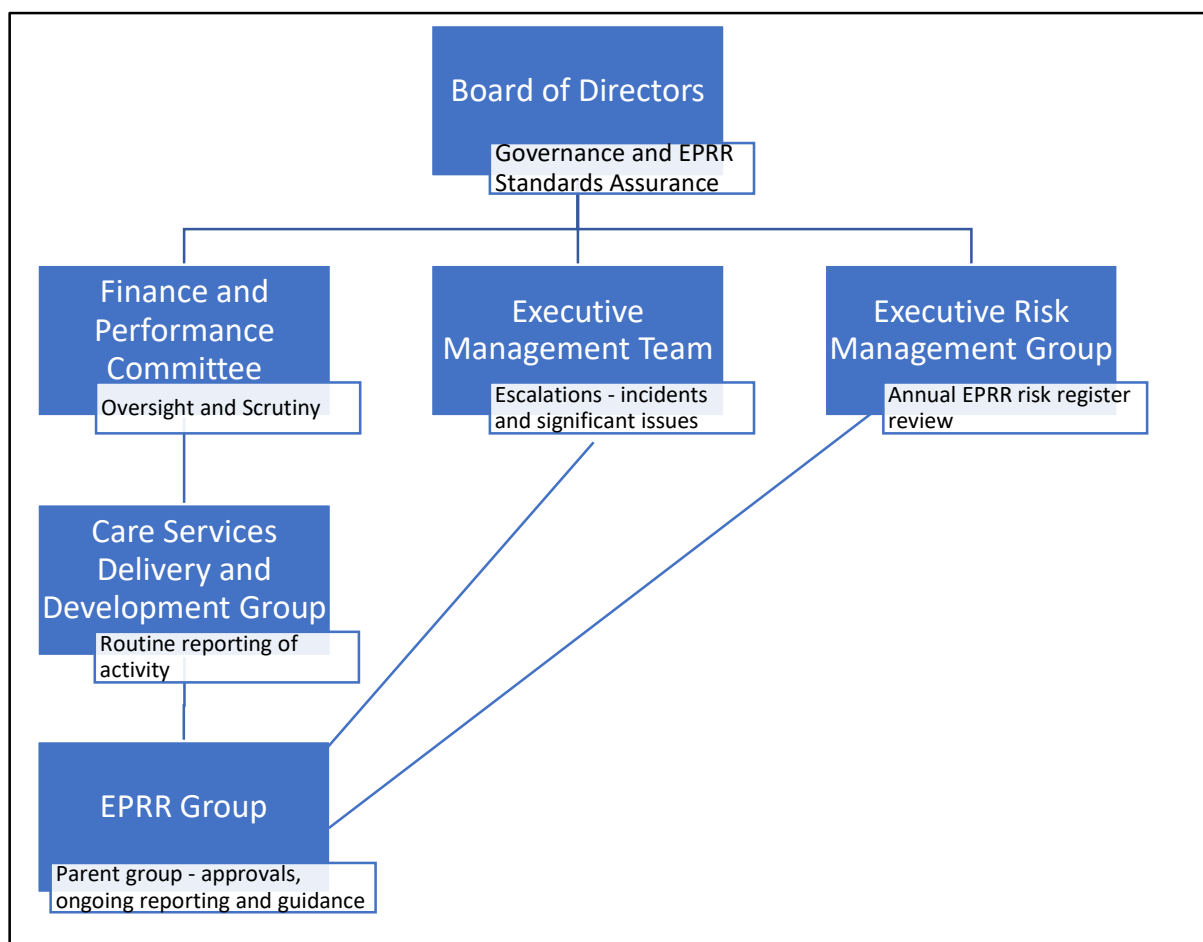 Board of Directors
Governance and EPRR
Standards Assurance
Finance and
Performance
Committee
Oversight and Scrutiny
Executive
Management Team
Escalations - incidents
and significant issues
Executive Risk
Management Group
Annual EPRR risk register
review
Care Services
Delivery and
Development Group
Routine reporting of
activity
EPRR Group
Parent group - approvals,
ongoing reporting and guidance